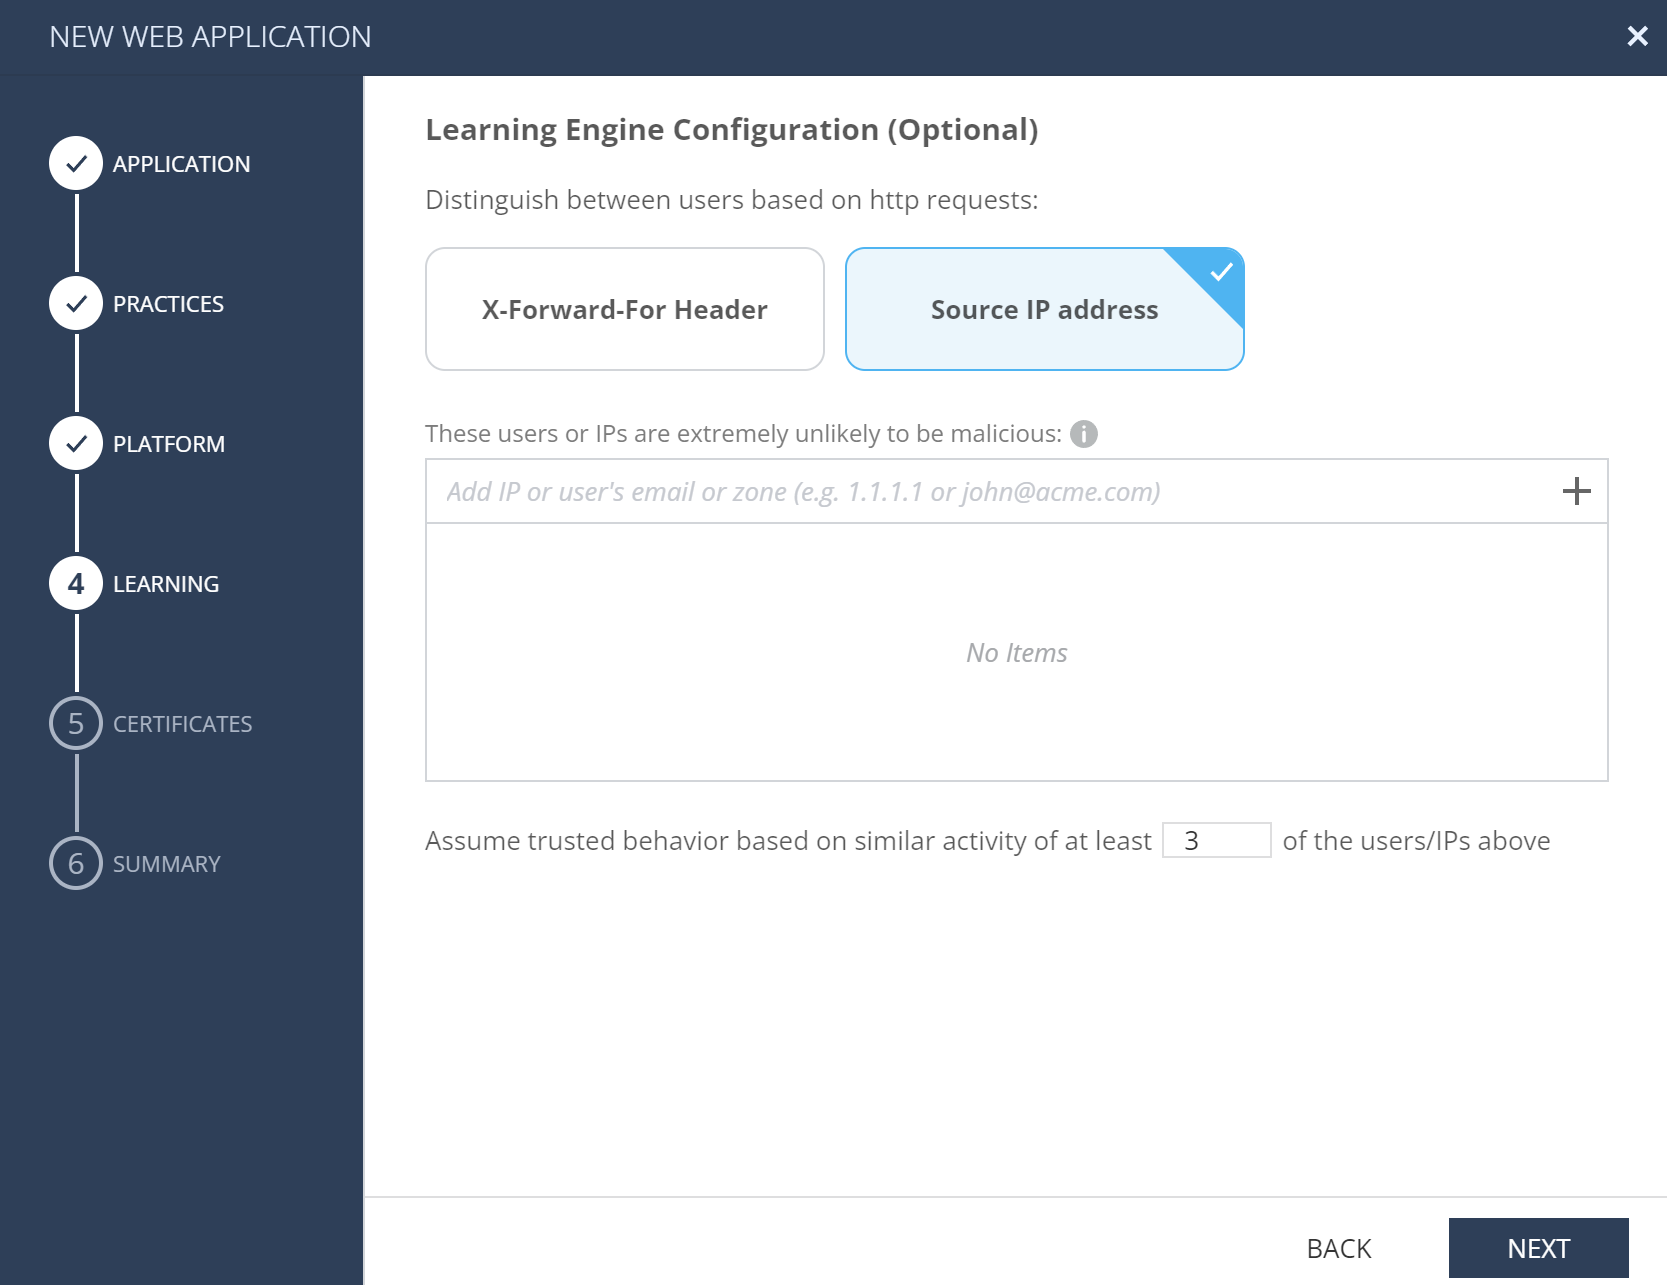 NEW WEB APPLICATION
APPLICATION
PRACTICES
PLATFORM
4 LEARNING
5 CERTIFICATES
6 SUMMARY
Learning Engine Configuration (Optional)
Distinguish between users based on http requests:
X-Forward-For Header
Source IP address
These users or IPs are extremely unlikely to be malicious:
Add IP or user's email or zone (e.g. 1.1.1.1 or john@acme.com)
No Items
Assume trusted behavior based on similar activity of at least 3 of the users/IPs above
BACK
NEXT